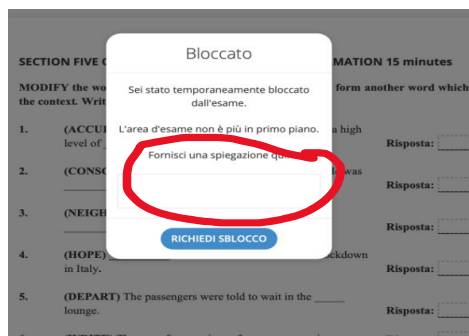 SECTION FIVE
Bloccato
MATION 15 minutes
MODIFY the wo
form another word which
the context. Writ
Sei stato temporaneamente bloccato
dall'esame.
1.
(ACCU
L'area d'esame non è più in primo piano.
a high
level of
Risposta:
Fornisci una spiegazione
2.
(CONS
was
Risposta:
3.
(NEIGH
Risposta:
RICHIEDI SBLOCCO
4.
(HOPE)
ckdown
in Italy.
Risposta:
5.
(DEPART) The passengers were told to wait in the
lounge.
Risposta: